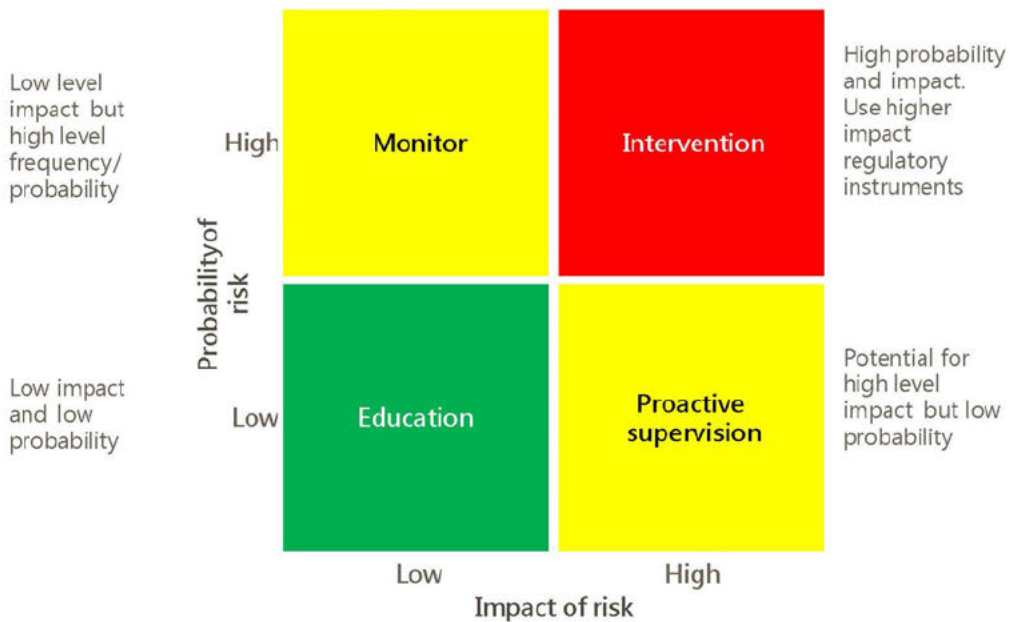 Low level
impact but
high level
frequency/
probability
High
Monitor
Intervention
High probability
and impact.
Use higher
impact
regulatory
instruments
Probability of
risk
Low impact
and low
probability
Low
Education
Proactive
supervision
Potential for
high level
impact but low
probability
Low
High
Impact of risk